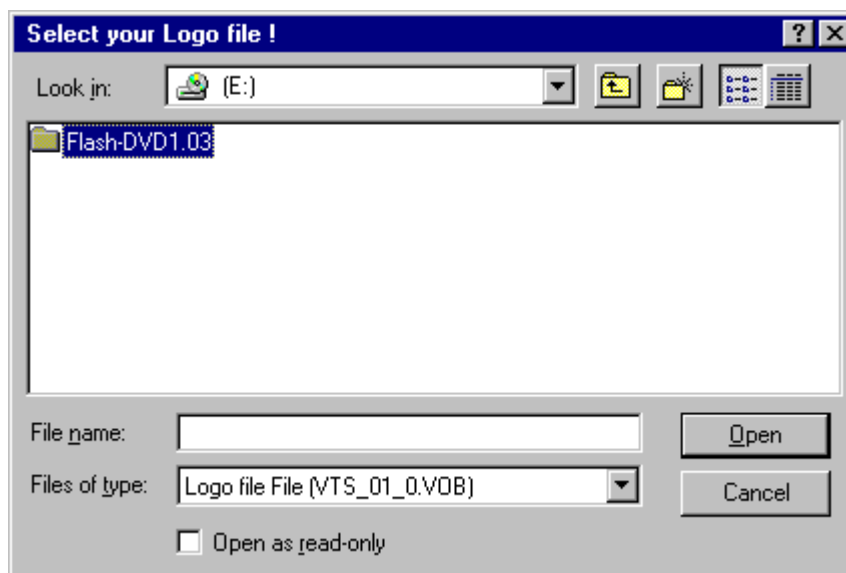 Select your Logo file !
Look in: (E:)
Flash-DVD1.03
File name:
Open
Files of type: Logo file File (VTS_01_0.VOB)
Cancel
Open as read-only